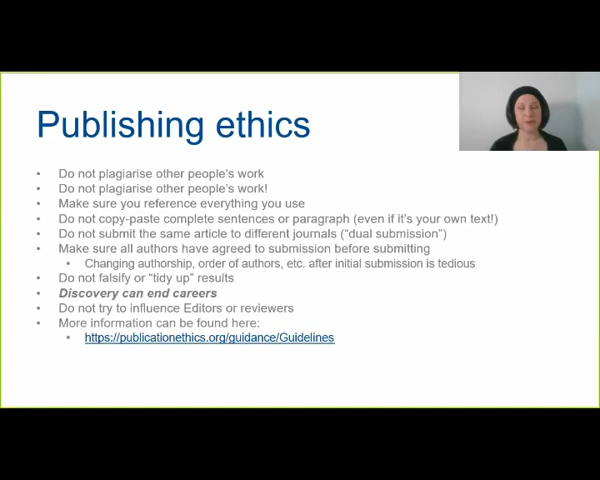 Publishing ethics
• Do not plagiarise other people's work
• Do not plagiarise other people's work!
• Make sure you reference everything you use
• Do not copy-paste complete sentences or paragraph (even if it's your own text!)
• Do not submit the same article to different journals ("dual submission")
• Make sure all authors have agreed to submission before submitting
• Changing authorship, order of authors, etc. after initial submission is tedious
• Do not falsify or "tidy up" results
• Discovery can end careers
• Do not try to influence Editors or reviewers
• More information can be found here:
• https://publicationethics.org/guidance/Guidelines